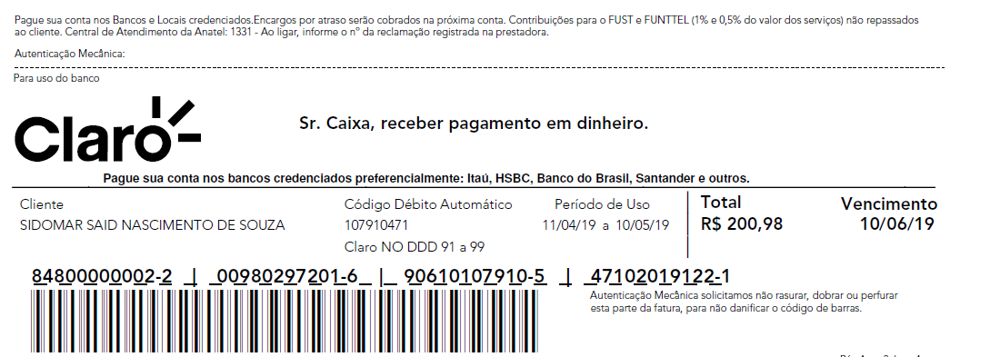 Pague sua conta nos Bancos e Locais credenciados.Encargos por atraso serão cobrados na próxima conta. Contribuições para o FUST e FUNTTEL (1% e 0,5% do valor dos serviços) não repassados
ao cliente. Central de Atendimento da Anatel: 1331 - Ao ligar, informe o nº da reclamação registrada na prestadora.
Autenticação Mecânica:
Para uso do banco
Claro
Sr. Caixa, receber pagamento em dinheiro.
Pague sua conta nos bancos credenciados preferencialmente: Itaú, HSBC, Banco do Brasil, Santander e outros.
Cliente Código Débito Automático Período de Uso Total Vencimento
SIDOMAR SAID NASCIMENTO DE SOUZA 107910471 11/04/19 a 10/05/19 R$ 200,98 10/06/19
Claro NO DDD 91 a 99
84800000002-2 | 00980297201-6 | 90610107910-5 | 47102019122-1
Autenticação Mecânica solicitamos não rasurar, dobrar ou perfurar
esta parte da fatura, para não danificar o código de barras.